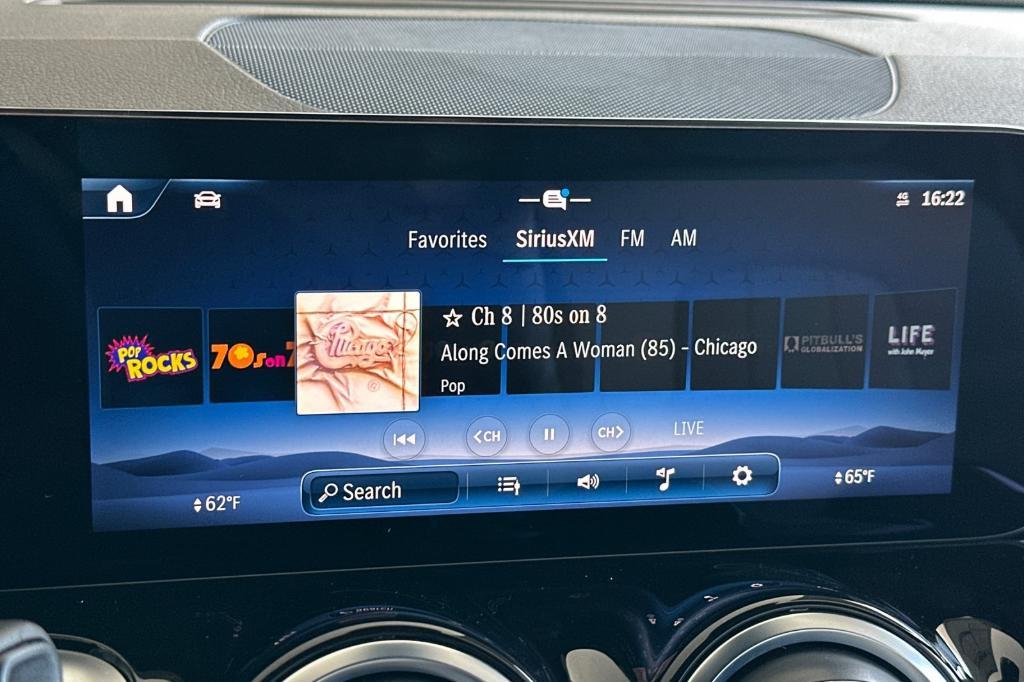 4G 16:22
Favorites SiriusXM FM AM
POP ROCKS
70s on 7
Chicago
☆ Ch 8 | 80s on 8
Along Comes A Woman (85) - Chicago
Pop
PITBULL'S GLOBALIZATION
LIFE
with John Mayer
<CH CH> LIVE
62°F
Search
65°F